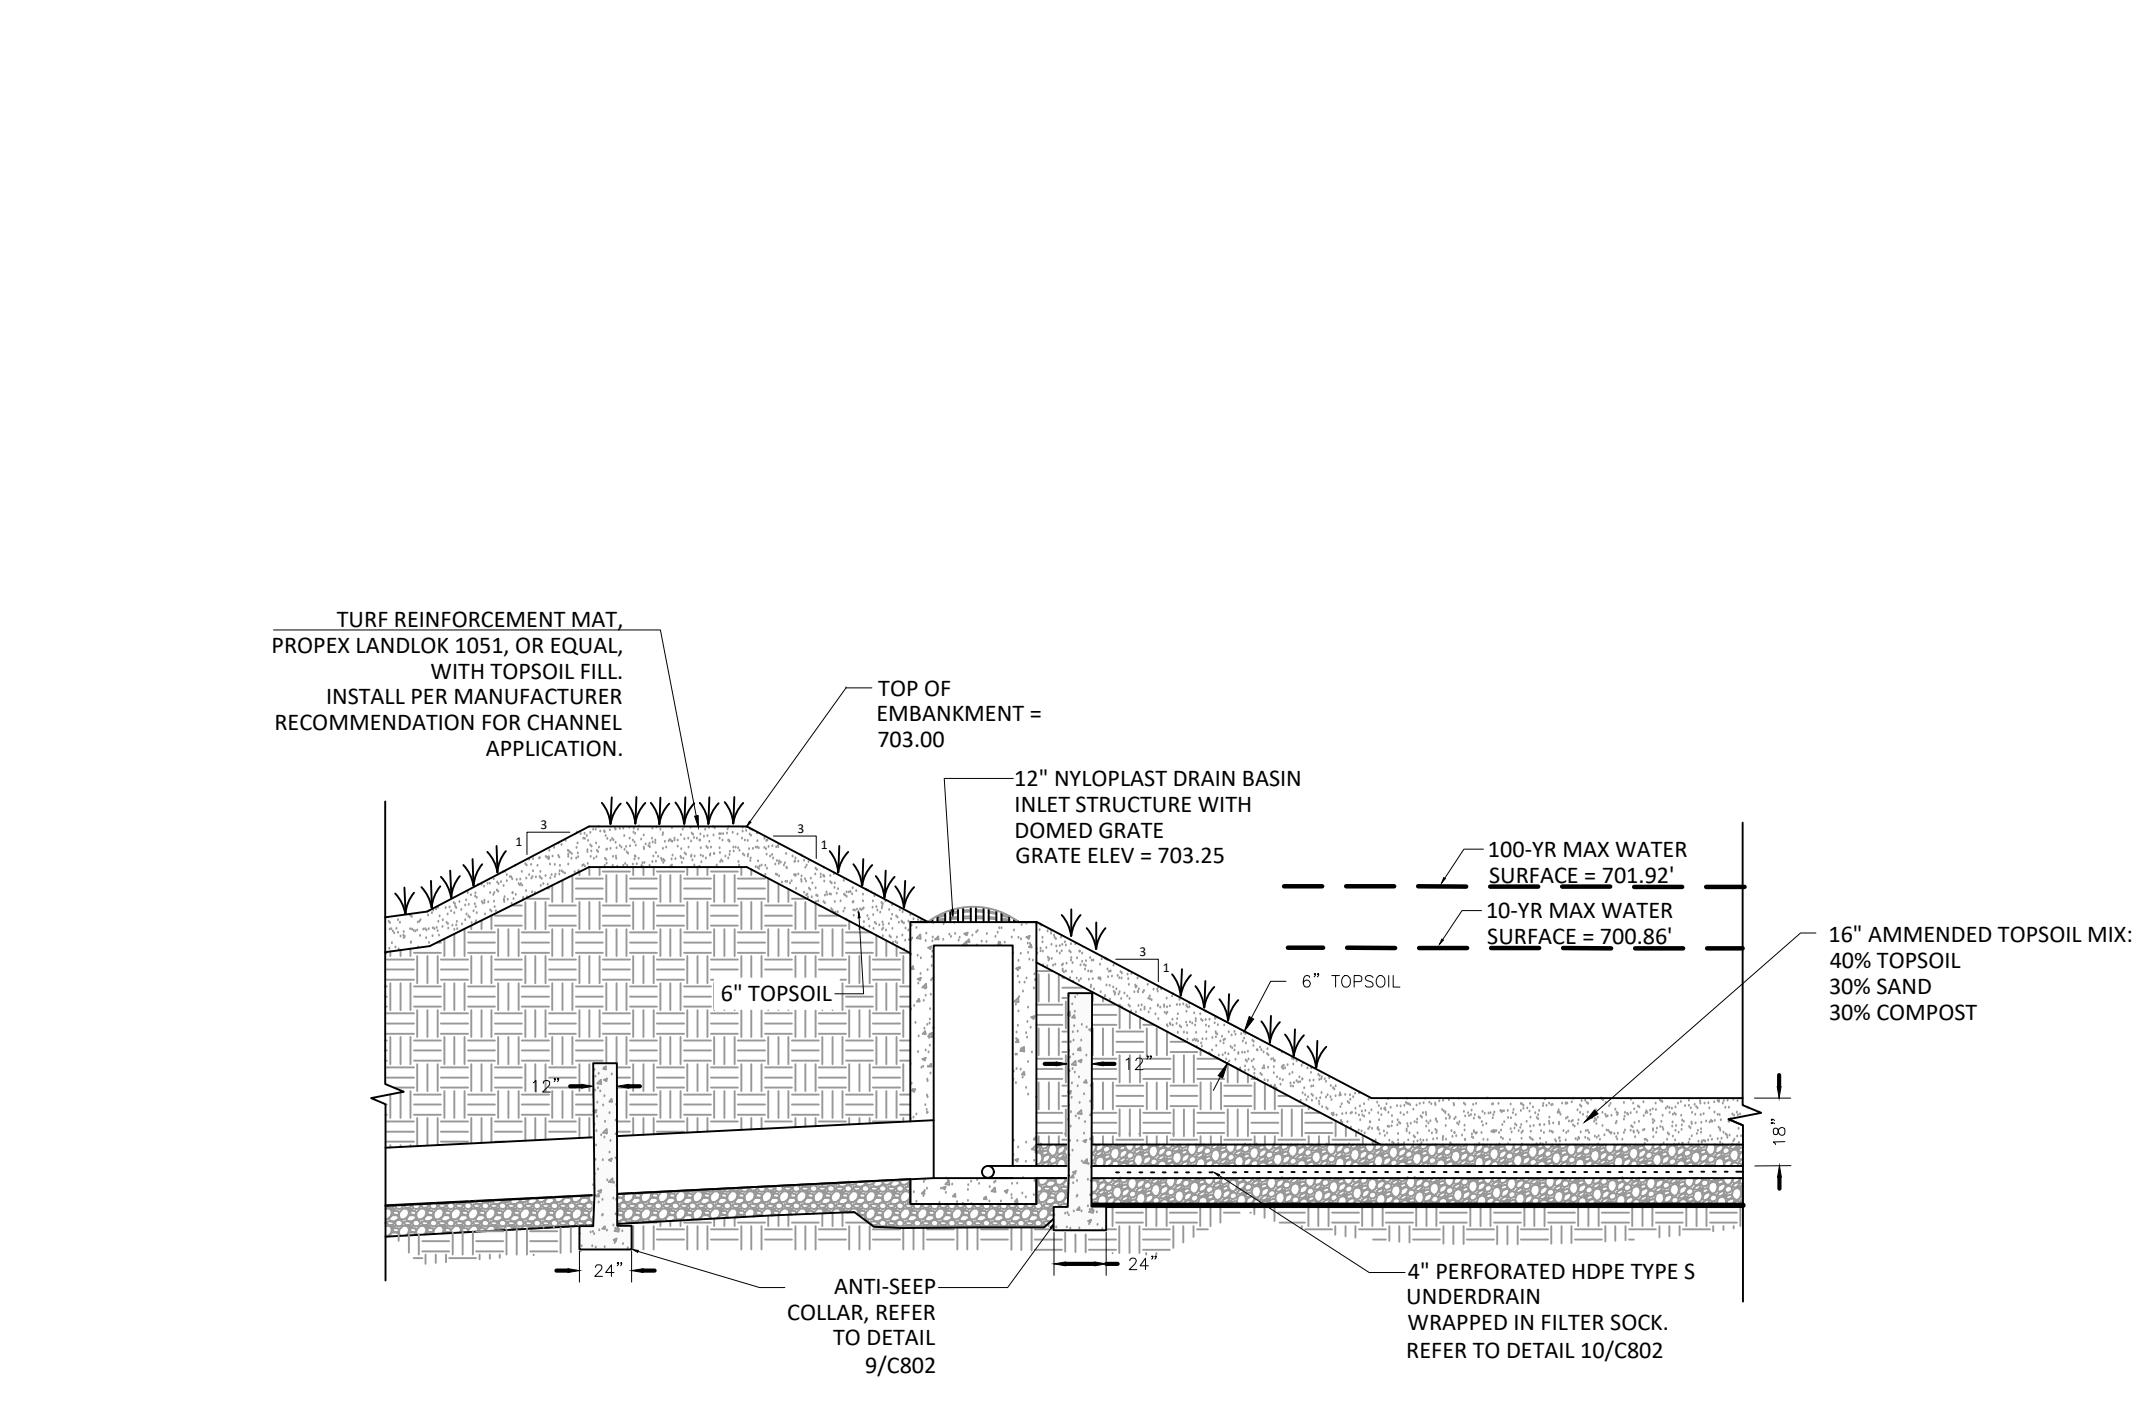 TURF REINFORCEMENT MAT,
PROPEX LANDLOK 1051, OR EQUAL,
WITH TOPSOIL FILL.
INSTALL PER MANUFACTURER
RECOMMENDATION FOR CHANNEL
APPLICATION.
TOP OF
EMBANKMENT =
703.00
12" NYLOPLAST DRAIN BASIN
INLET STRUCTURE WITH
DOMED GRATE
GRATE ELEV = 703.25
3
1
3
1
100-YR MAX WATER
SURFACE = 701.92'
10-YR MAX WATER
SURFACE = 700.86'
16" AMMENDED TOPSOIL MIX:
40% TOPSOIL
30% SAND
30% COMPOST
3
1
6" TOPSOIL
6" TOPSOIL
12"
12"
18"
24"
24"
ANTI-SEEP
COLLAR, REFER
TO DETAIL
9/C802
4" PERFORATED HDPE TYPE S
UNDERDRAIN
WRAPPED IN FILTER SOCK.
REFER TO DETAIL 10/C802